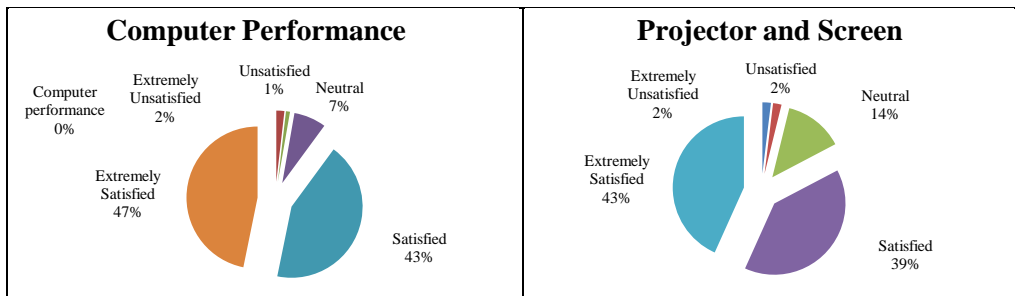 Computer Performance
Computer
performance
0%
Extremely
Unsatisfied
2%
Unsatisfied
1%
Neutral
7%
Extremely
Satisfied
47%
Satisfied
43%
Projector and Screen
Extremely
Unsatisfied
2%
Unsatisfied
2%
Neutral
14%
Extremely
Satisfied
43%
Satisfied
39%